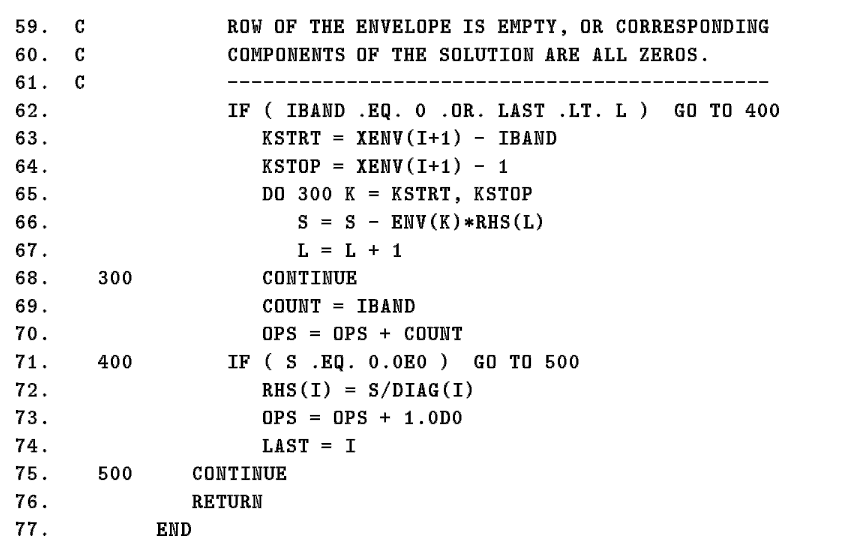 59. C ROW OF THE ENVELOPE IS EMPTY, OR CORRESPONDING
60. C COMPONENTS OF THE SOLUTION ARE ALL ZEROS.
61. C ----------------------------------------------
62. IF ( IBAND .EQ. 0 .OR. LAST .LT. L ) GO TO 400
63. KSTRT = XENV(I+1) - IBAND
64. KSTOP = XENV(I+1) - 1
65. DO 300 K = KSTRT, KSTOP
66. S = S - ENV(K)*RHS(L)
67. L = L + 1
68. 300 CONTINUE
69. COUNT = IBAND
70. OPS = OPS + COUNT
71. 400 IF ( S .EQ. 0.0E0 ) GO TO 500
72. RHS(I) = S/DIAG(I)
73. OPS = OPS + 1.0D0
74. LAST = I
75. 500 CONTINUE
76. RETURN
77. END